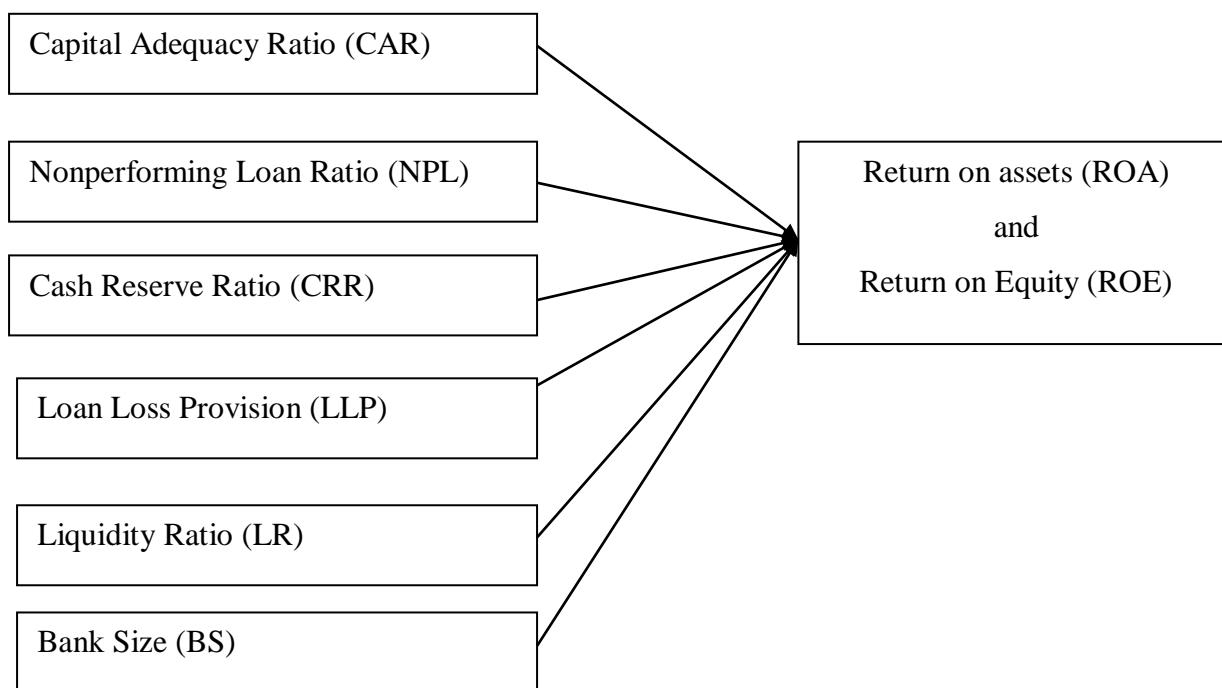 Capital Adequacy Ratio (CAR)
Nonperforming Loan Ratio (NPL)
Cash Reserve Ratio (CRR)
Loan Loss Provision (LLP)
Liquidity Ratio (LR)
Bank Size (BS)
Return on assets (ROA)
and
Return on Equity (ROE)